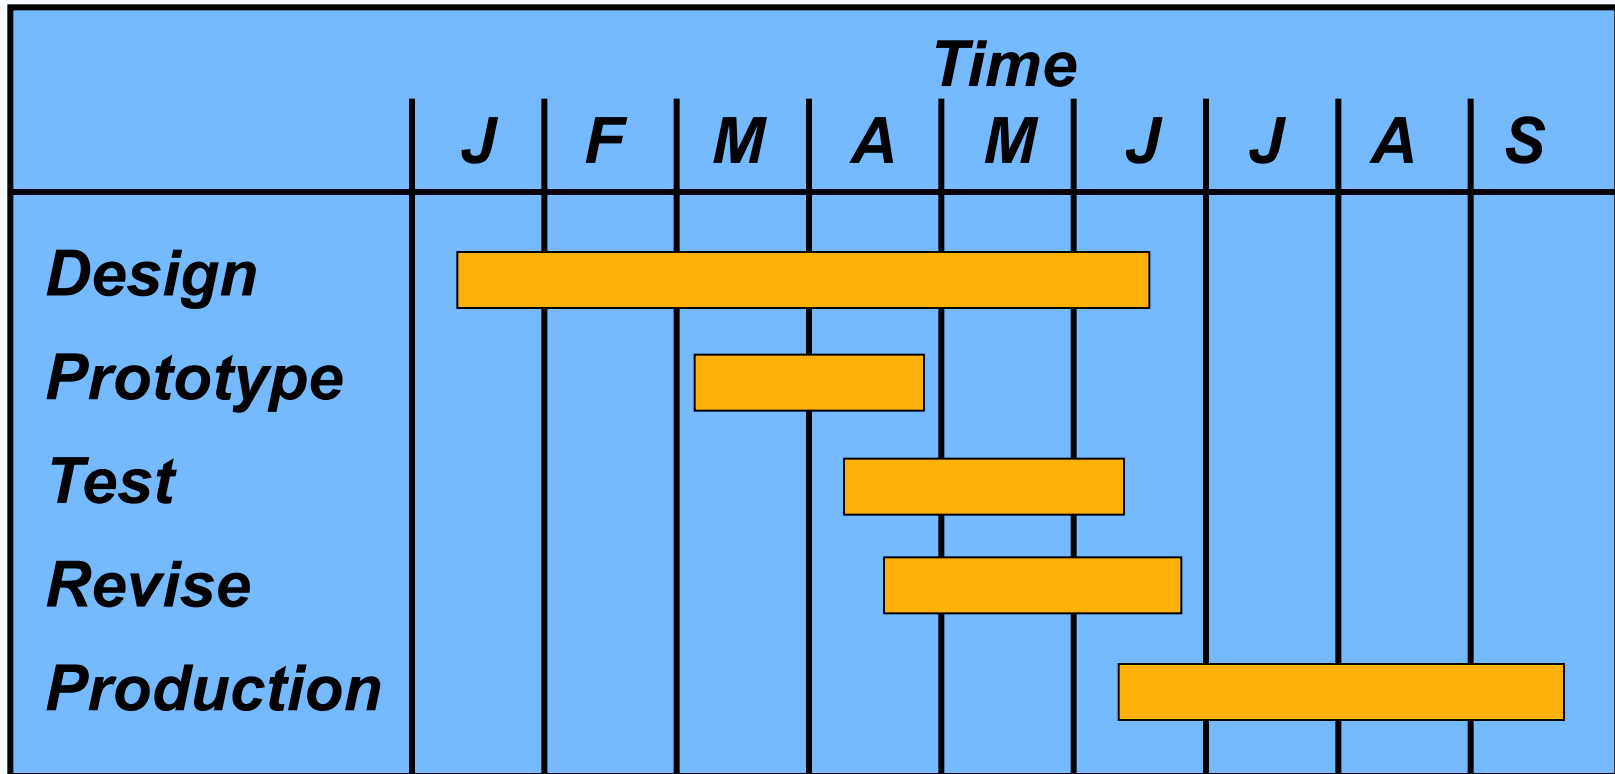 Time
J F M A M J J A S
Design
Prototype
Test
Revise
Production